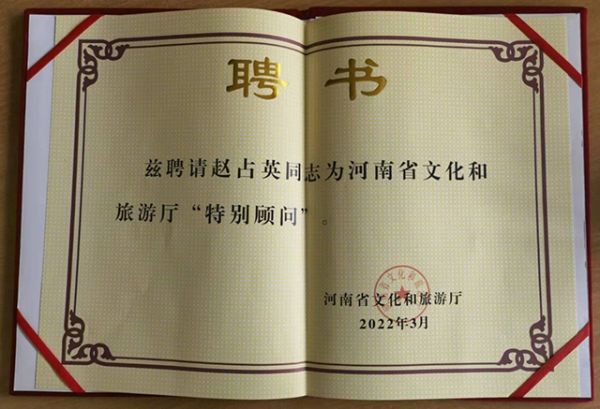 聘书
兹聘请赵占英同志为河南省文化和
旅游厅“特别顾问”。
河南省文化和旅游厅
2022年3月